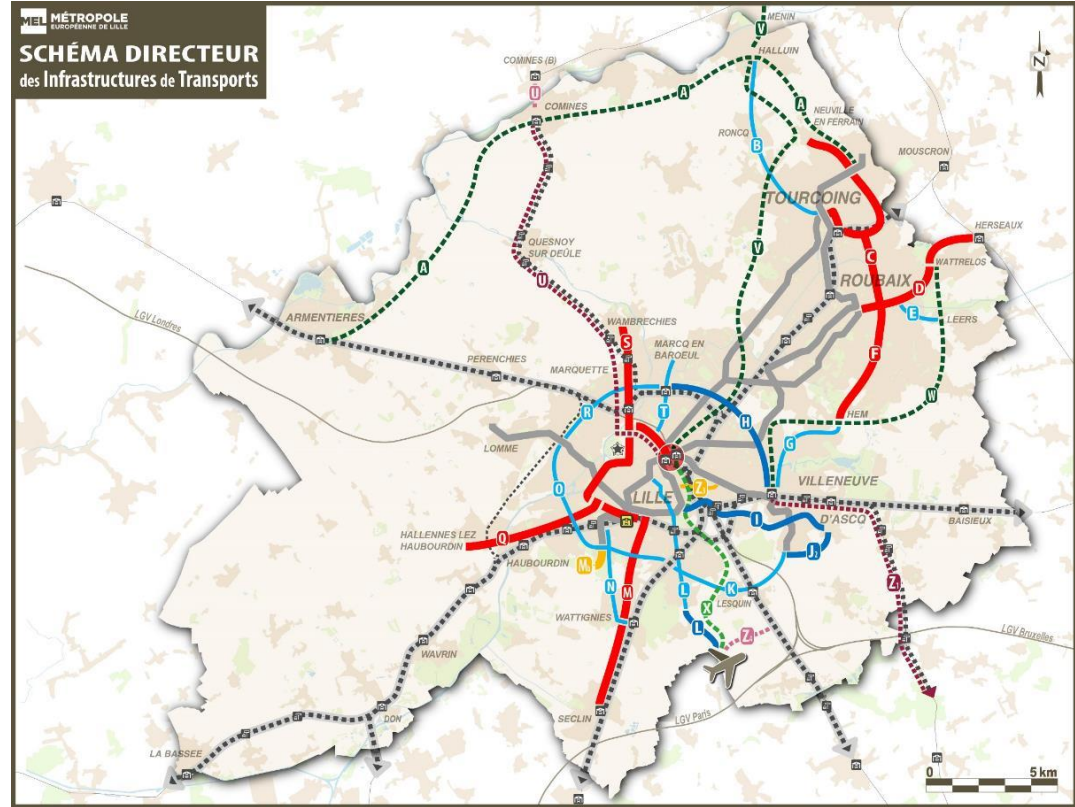 MEL MÉTROPOLE
EUROPÉENNE DE LILLE
SCHÉMA DIRECTEUR
des Infrastructures de Transports
N
MENIN
V
HALLUIN
COMINES (B)
U
COMINES
A
A
NEUVILLE
EN FERRAIN
RONCQ
B
MOUSCRON
TOURCOING
HERSEAUX
QUESNOY
SUR DEÛLE
V
C
WATTRELOS
A
U
ROUBAIX
D
E
LEERS
ARMENTIERES
LGV Londres
WAMBRECHIES
S
MARCQ EN
BAROEUL
PERENCHIES
F
MARQUETTE
W
R
T
H
HEM
G
LOMME
VILLENEUVE
O
LILLE
Z
D'ASCQ
BAISIEUX
I
HALLENNES LEZ
HAUBOURDIN
Q
J2
HAUBOURDIN
M
N
M
L
K
Z
LESQUIN
WATTIGNIES
X
L
Z
LGV Bruxelles
WAVRIN
LGV Paris
SECLIN
DON
LA BASSEE
0 5 km